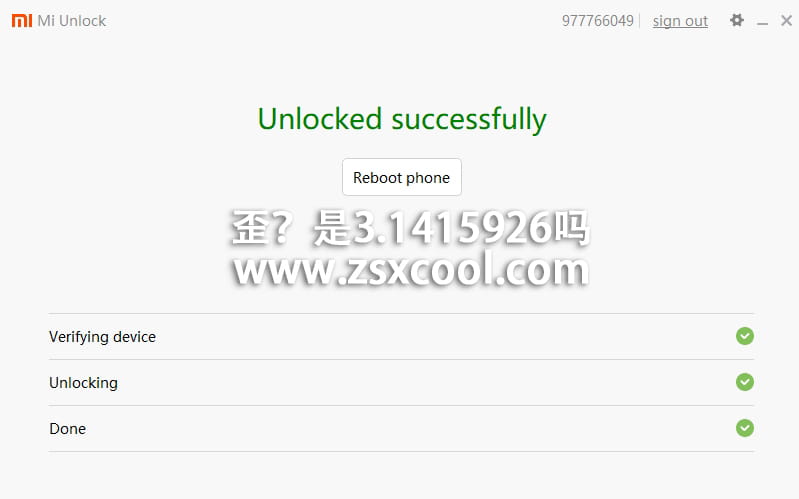 mi Mi Unlock 977766049 sign out
Unlocked successfully
Reboot phone
歪？是3.1415926吗
www.zsxcool.com
Verifying device
Unlocking
Done